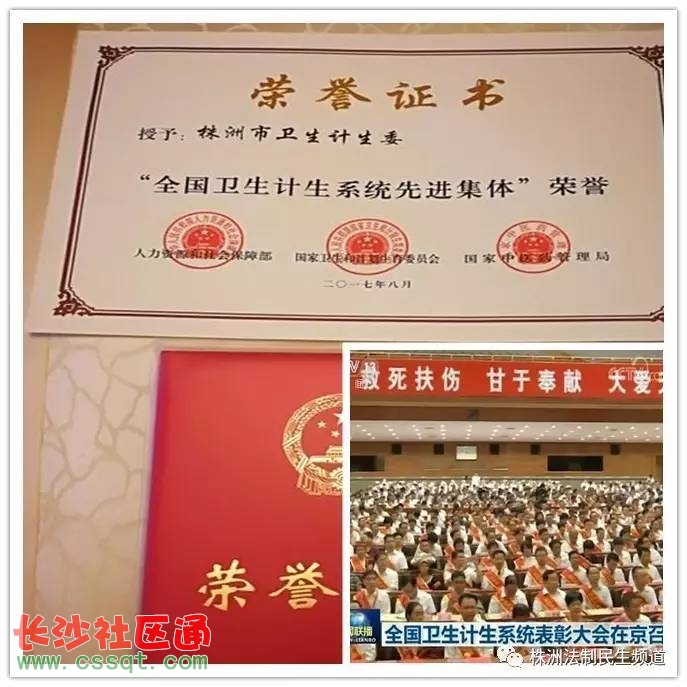 荣誉证书
授予：株洲市卫生计生委
“全国卫生计生系统先进集体”荣誉
人力资源和社会保障部 国家卫生和计划生育委员会 国家中医药管理局
二〇一七年八月
荣誉
救死扶伤 甘于奉献 大爱
CCTV
闻联播
全国卫生计生系统表彰大会在京召
长沙社区通
www.cssqt.com
株洲法制民生频道